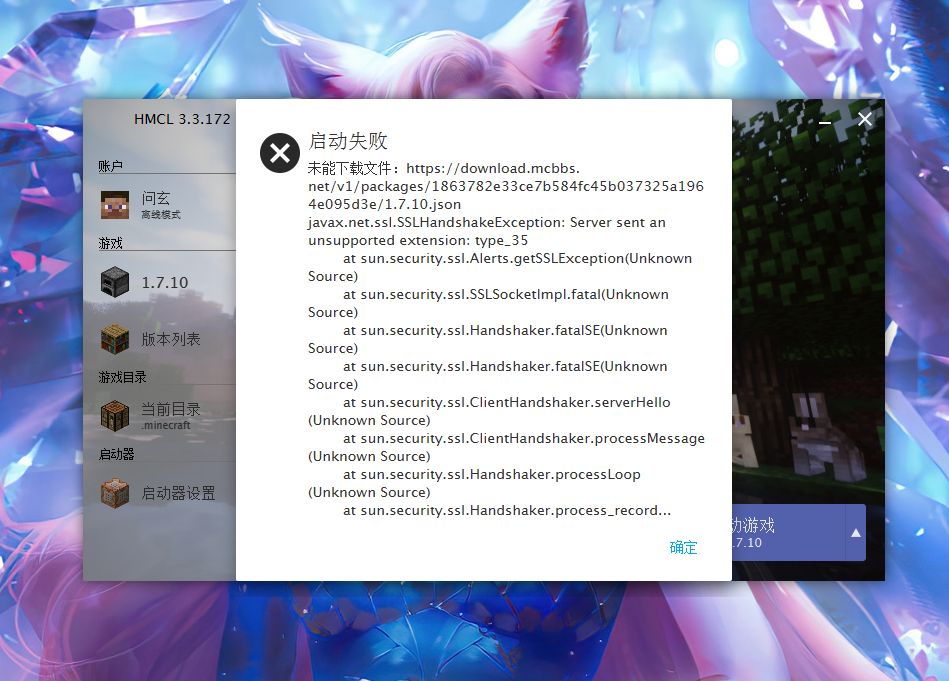 HMCL 3.3.172
账户
问玄
离线模式
游戏
1.7.10
版本列表
游戏目录
当前目录
.minecraft
启动器
启动器设置
启动失败
未能下载文件：https://download.mcbbs.
net/v1/packages/1863782e33ce7b584fc45b037325a196
4e095d3e/1.7.10.json
javax.net.ssl.SSLHandshakeException: Server sent an
unsupported extension: type_35
at sun.security.ssl.Alerts.getSSLException(Unknown
Source)
at sun.security.ssl.SSLSocketImpl.fatal(Unknown
Source)
at sun.security.ssl.Handshaker.fatalSE(Unknown
Source)
at sun.security.ssl.Handshaker.fatalSE(Unknown
Source)
at sun.security.ssl.ClientHandshaker.serverHello
(Unknown Source)
at sun.security.ssl.ClientHandshaker.processMessage
(Unknown Source)
at sun.security.ssl.Handshaker.processLoop
(Unknown Source)
at sun.security.ssl.Handshaker.process_record...
确定
动游戏
.7.10